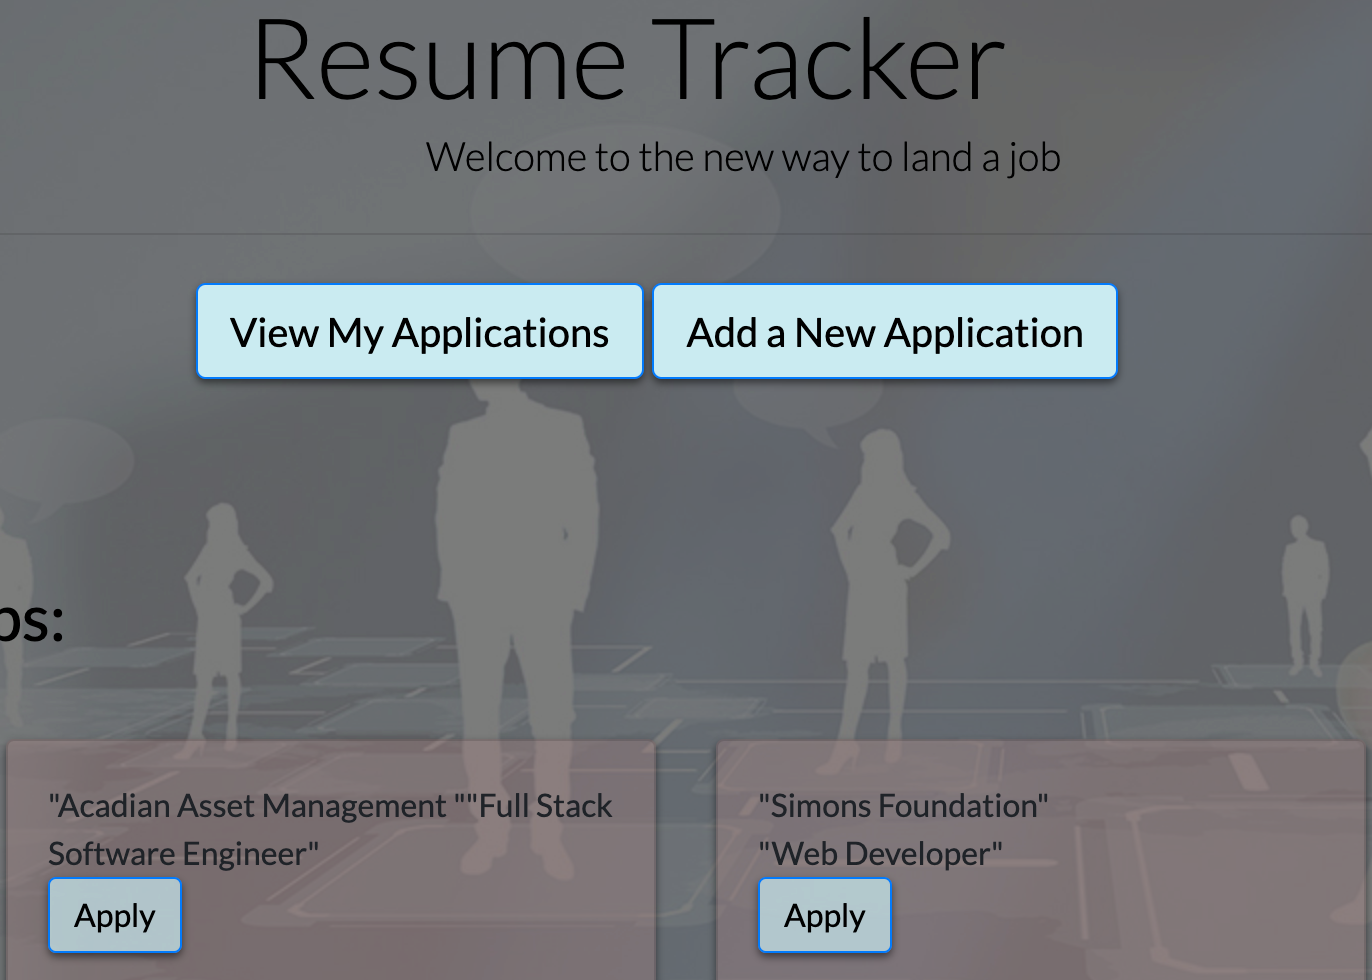 Resume Tracker
Welcome to the new way to land a job
View My Applications
Add a New Application
"Acadian Asset Management ""Full Stack
Software Engineer"
Apply
"Simons Foundation"
"Web Developer"
Apply